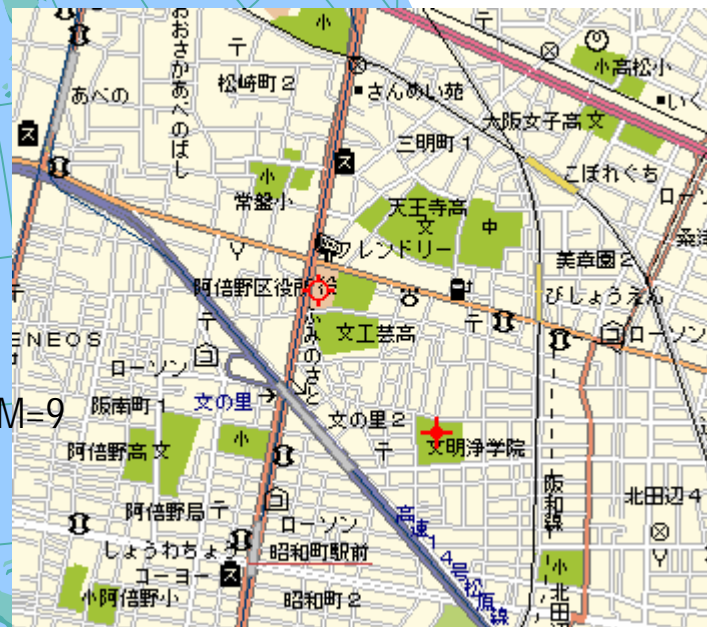 小
〒
松崎町2
さんめい苑
小高松小
いく
おおさかあべのばし
あべの
大阪女子高 文
三明町1
こぼれぐち
ローソ
小
常盤小
天王寺高
文
中
フレンドリー
美章園2
阿倍野区役所
びしょうえん
ENEOS
ふみのさと
文工芸高
〒
ローソン
ローソン
M=9
阪南町1
文の里
文の里2
小
阿倍野高 文
〒
文明浄学院
阪和線
北田辺4
阿倍野局 〒
ローソン
しょうわちょう
昭和町駅前
コーヨー
高速14号松原線
小
小阿倍野小
昭和町2
北田